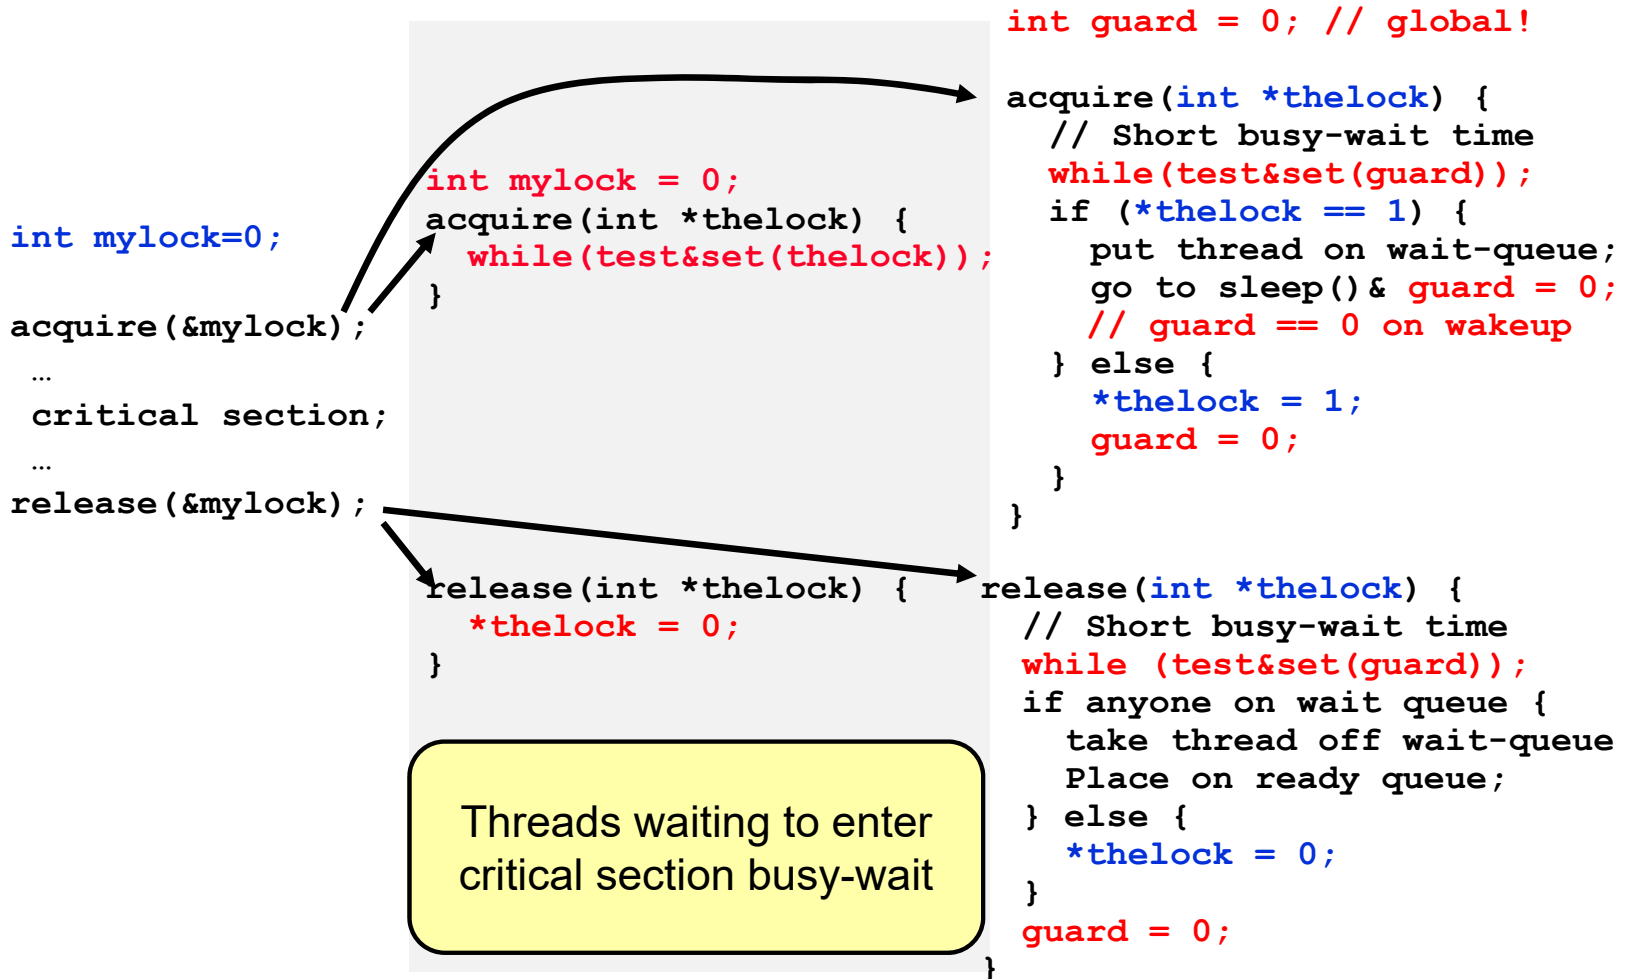 int mylock=0;
acquire(&mylock);
…
critical section;
…
release(&mylock);
int mylock = 0;
acquire(int *thelock) {
while(test&set(thelock));
}
release(int *thelock) {
*thelock = 0;
}
Threads waiting to enter
critical section busy-wait
int guard = 0; // global!
acquire(int *thelock) {
// Short busy-wait time
while(test&set(guard));
if (*thelock == 1) {
put thread on wait-queue;
go to sleep()& guard = 0;
// guard == 0 on wakeup
} else {
*thelock = 1;
guard = 0;
}
}
release(int *thelock) {
// Short busy-wait time
while (test&set(guard));
if anyone on wait queue {
take thread off wait-queue
Place on ready queue;
} else {
*thelock = 0;
}
guard = 0;
}